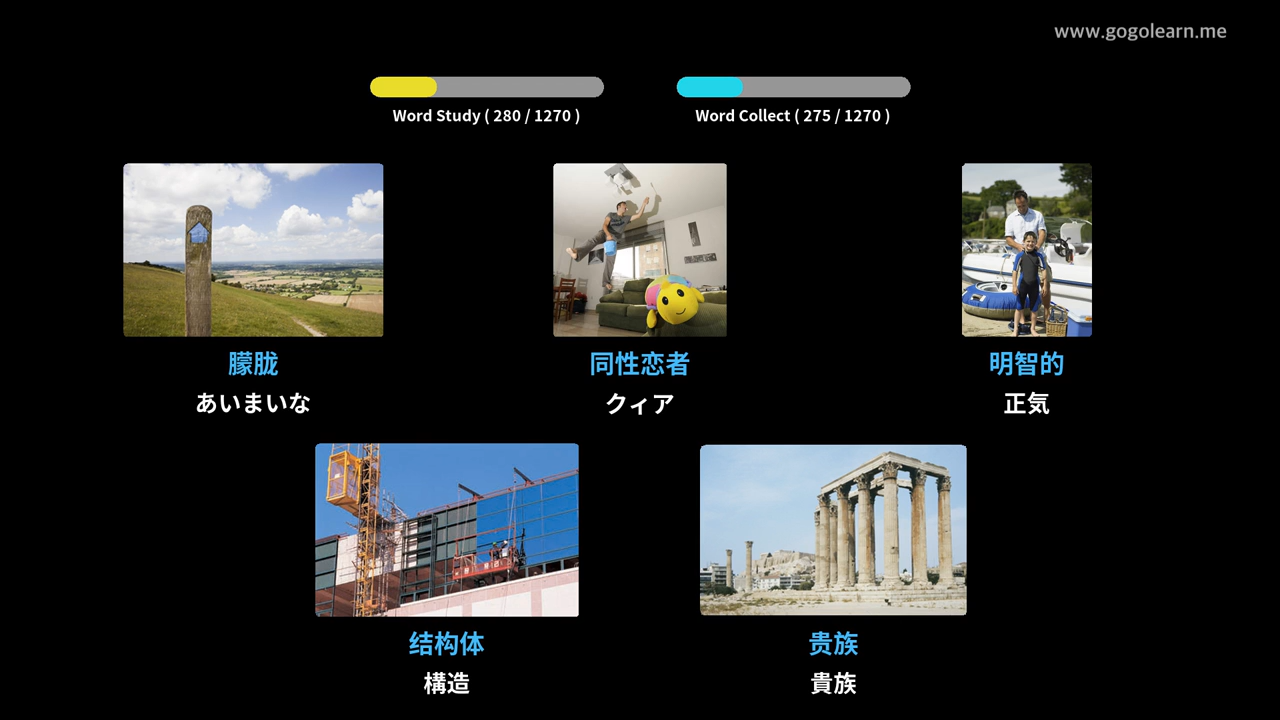 www.gogolearn.me
Word Study ( 280 / 1270 )
Word Collect ( 275 / 1270 )
朦胧
あいまいな
同性恋者
クィア
明智的
正気
结构体
構造
贵族
貴族